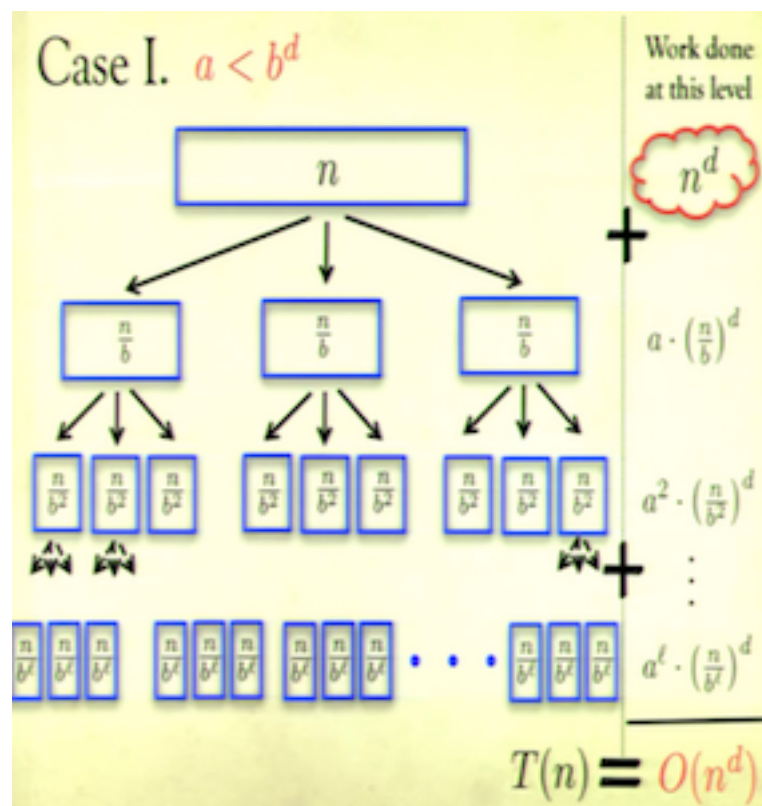 Case I. a < b^d
Work done
at this level
n
n^d
+
n/b n/b n/b
a · (n/b)^d
n/b^2 n/b^2 n/b^2 n/b^2 n/b^2 n/b^2 n/b^2 n/b^2 n/b^2
a^2 · (n/b^2)^d
+
⋮
n/b^ℓ n/b^ℓ n/b^ℓ n/b^ℓ n/b^ℓ n/b^ℓ n/b^ℓ n/b^ℓ n/b^ℓ · · · n/b^ℓ n/b^ℓ n/b^ℓ
a^ℓ · (n/b^ℓ)^d
T(n) = O(n^d)